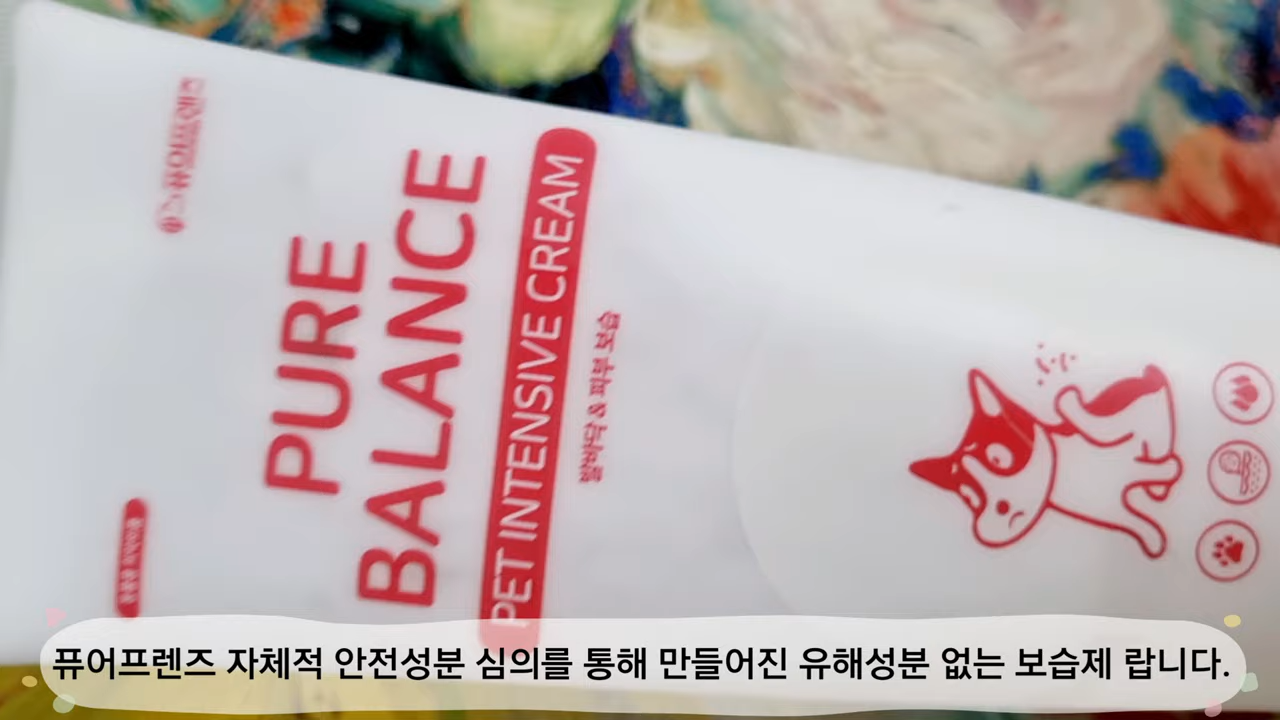 퓨어프렌즈
PURE
BALANCE
PET INTENSIVE CREAM
발바닥 & 피부 보습
퓨어프렌즈 자체적 안전성분 심의를 통해 만들어진 유해성분 없는 보습제 랍니다.